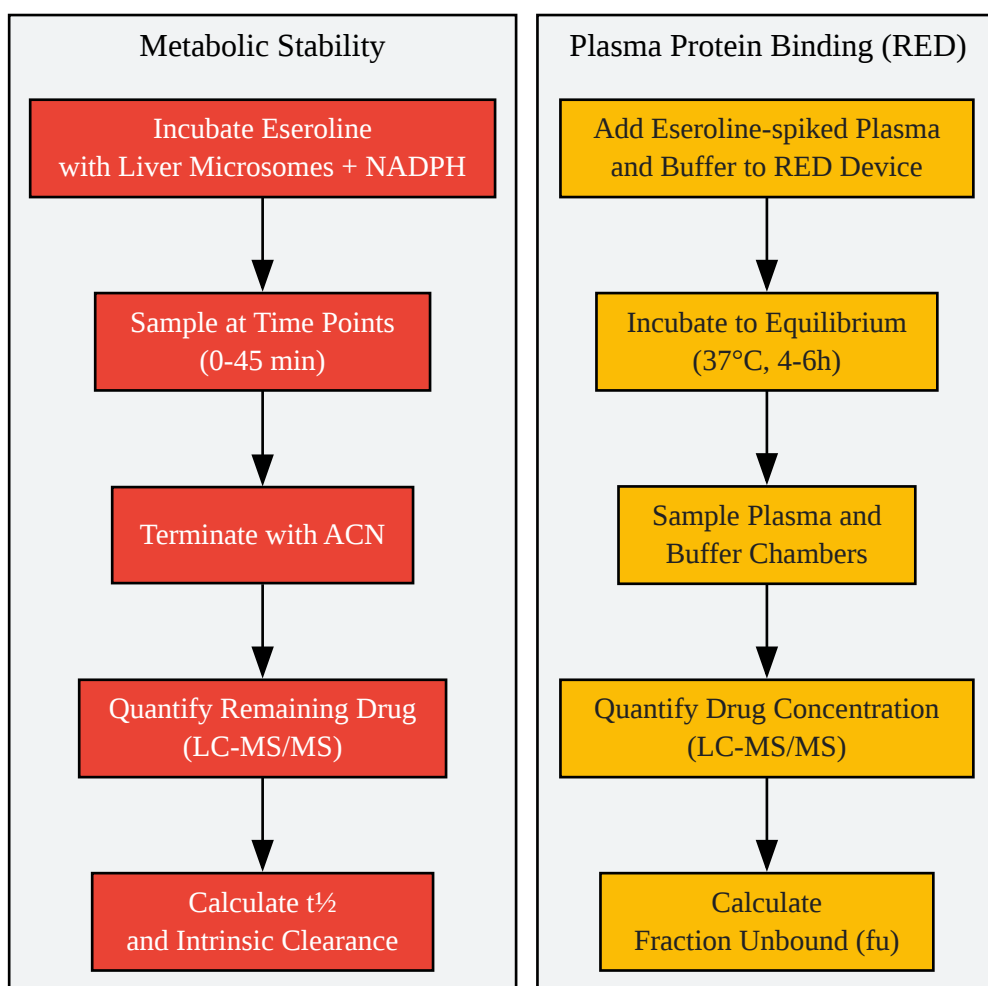 Metabolic Stability
Incubate Eseroline
with Liver Microsomes + NADPH
Sample at Time Points
(0-45 min)
Terminate with ACN
Quantify Remaining Drug
(LC-MS/MS)
Calculate t½
and Intrinsic Clearance
Plasma Protein Binding (RED)
Add Eseroline-spiked Plasma
and Buffer to RED Device
Incubate to Equilibrium
(37°C, 4-6h)
Sample Plasma and
Buffer Chambers
Quantify Drug Concentration
(LC-MS/MS)
Calculate
Fraction Unbound (fu)